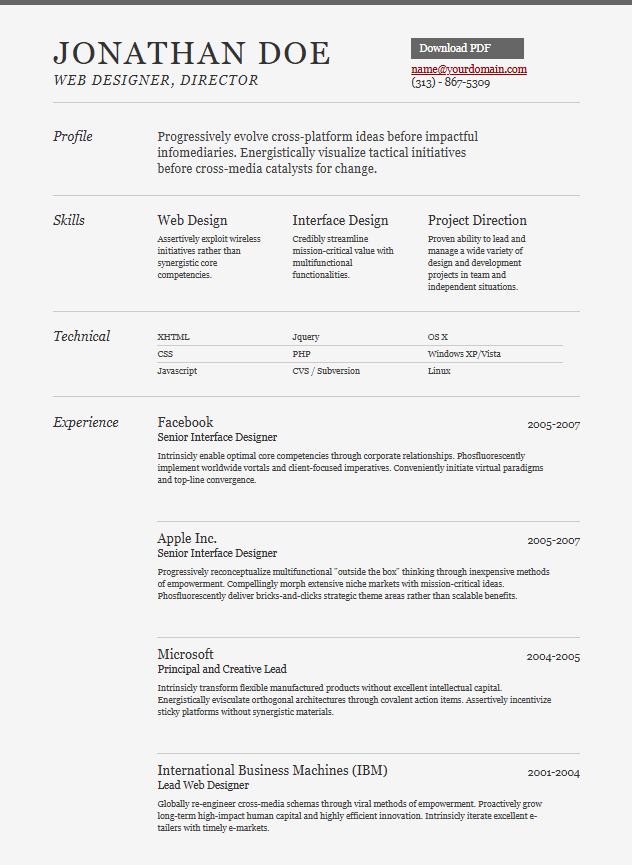 JONATHAN DOE
WEB DESIGNER, DIRECTOR
Download PDF
name@yourdomain.com
(313) - 867-5309
Profile
Progressively evolve cross-platform ideas before impactful
infomediaries. Energistically visualize tactical initiatives
before cross-media catalysts for change.
Skills
Web Design
Assertively exploit wireless
initiatives rather than
synergistic core
competencies.
Interface Design
Credibly streamline
mission-critical value with
multifunctional
functionalities.
Project Direction
Proven ability to lead and
manage a wide variety of
design and development
projects in team and
independent situations.
Technical
XHTML Jquery OS X
CSS PHP Windows XP/Vista
Javascript CVS / Subversion Linux
Experience
Facebook 2005-2007
Senior Interface Designer
Intrinsicly enable optimal core competencies through corporate relationships. Phosfluorescently
implement worldwide vortals and client-focused imperatives. Conveniently initiate virtual paradigms
and top-line convergence.
Apple Inc. 2005-2007
Senior Interface Designer
Progressively reconceptualize multifunctional "outside the box" thinking through inexpensive methods
of empowerment. Compellingly morph extensive niche markets with mission-critical ideas.
Phosfluorescently deliver bricks-and-clicks strategic theme areas rather than scalable benefits.
Microsoft 2004-2005
Principal and Creative Lead
Intrinsicly transform flexible manufactured products without excellent intellectual capital.
Energistically evisculate orthogonal architectures through covalent action items. Assertively incentivize
sticky platforms without synergistic materials.
International Business Machines (IBM) 2001-2004
Lead Web Designer
Globally re-engineer cross-media schemas through viral methods of empowerment. Proactively grow
long-term high-impact human capital and highly efficient innovation. Intrinsicly iterate excellent e-
tailers with timely e-markets.